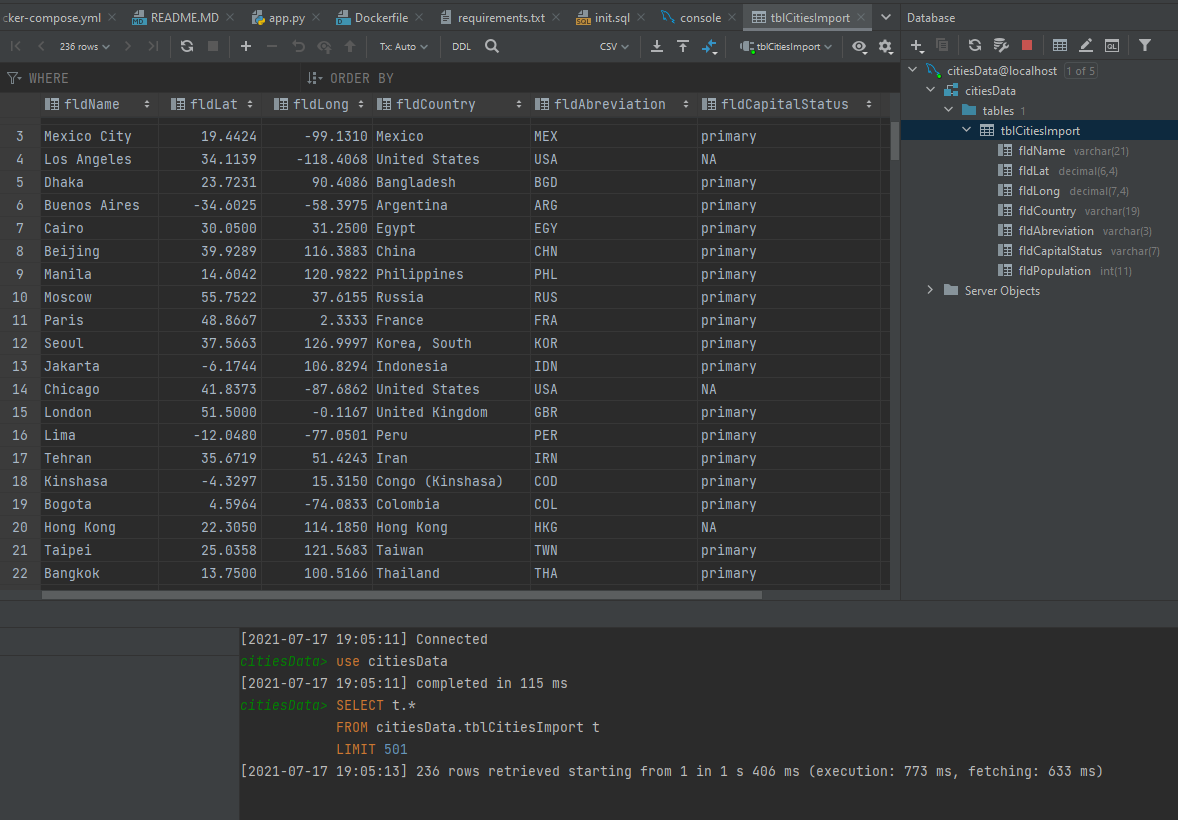 cker-compose.yml README.MD app.py Dockerfile requirements.txt init.sql console tblCitiesImport Database
236 rows Tx: Auto DDL CSV tblCitiesImport
WHERE ORDER BY
fldName fldLat fldLong fldCountry fldAbreviation fldCapitalStatus
3 Mexico City 19.4424 -99.1310 Mexico MEX primary
4 Los Angeles 34.1139 -118.4068 United States USA NA
5 Dhaka 23.7231 90.4086 Bangladesh BGD primary
6 Buenos Aires -34.6025 -58.3975 Argentina ARG primary
7 Cairo 30.0500 31.2500 Egypt EGY primary
8 Beijing 39.9289 116.3883 China CHN primary
9 Manila 14.6042 120.9822 Philippines PHL primary
10 Moscow 55.7522 37.6155 Russia RUS primary
11 Paris 48.8667 2.3333 France FRA primary
12 Seoul 37.5663 126.9997 Korea, South KOR primary
13 Jakarta -6.1744 106.8294 Indonesia IDN primary
14 Chicago 41.8373 -87.6862 United States USA NA
15 London 51.5000 -0.1167 United Kingdom GBR primary
16 Lima -12.0480 -77.0501 Peru PER primary
17 Tehran 35.6719 51.4243 Iran IRN primary
18 Kinshasa -4.3297 15.3150 Congo (Kinshasa) COD primary
19 Bogota 4.5964 -74.0833 Colombia COL primary
20 Hong Kong 22.3050 114.1850 Hong Kong HKG NA
21 Taipei 25.0358 121.5683 Taiwan TWN primary
22 Bangkok 13.7500 100.5166 Thailand THA primary
citiesData@localhost 1 of 5
citiesData
tables 1
tblCitiesImport
fldName varchar(21)
fldLat decimal(6,4)
fldLong decimal(7,4)
fldCountry varchar(19)
fldAbreviation varchar(3)
fldCapitalStatus varchar(7)
fldPopulation int(11)
Server Objects
[2021-07-17 19:05:11] Connected
citiesData> use citiesData
[2021-07-17 19:05:11] completed in 115 ms
citiesData> SELECT t.*
FROM citiesData.tblCitiesImport t
LIMIT 501
[2021-07-17 19:05:13] 236 rows retrieved starting from 1 in 1 s 406 ms (execution: 773 ms, fetching: 633 ms)